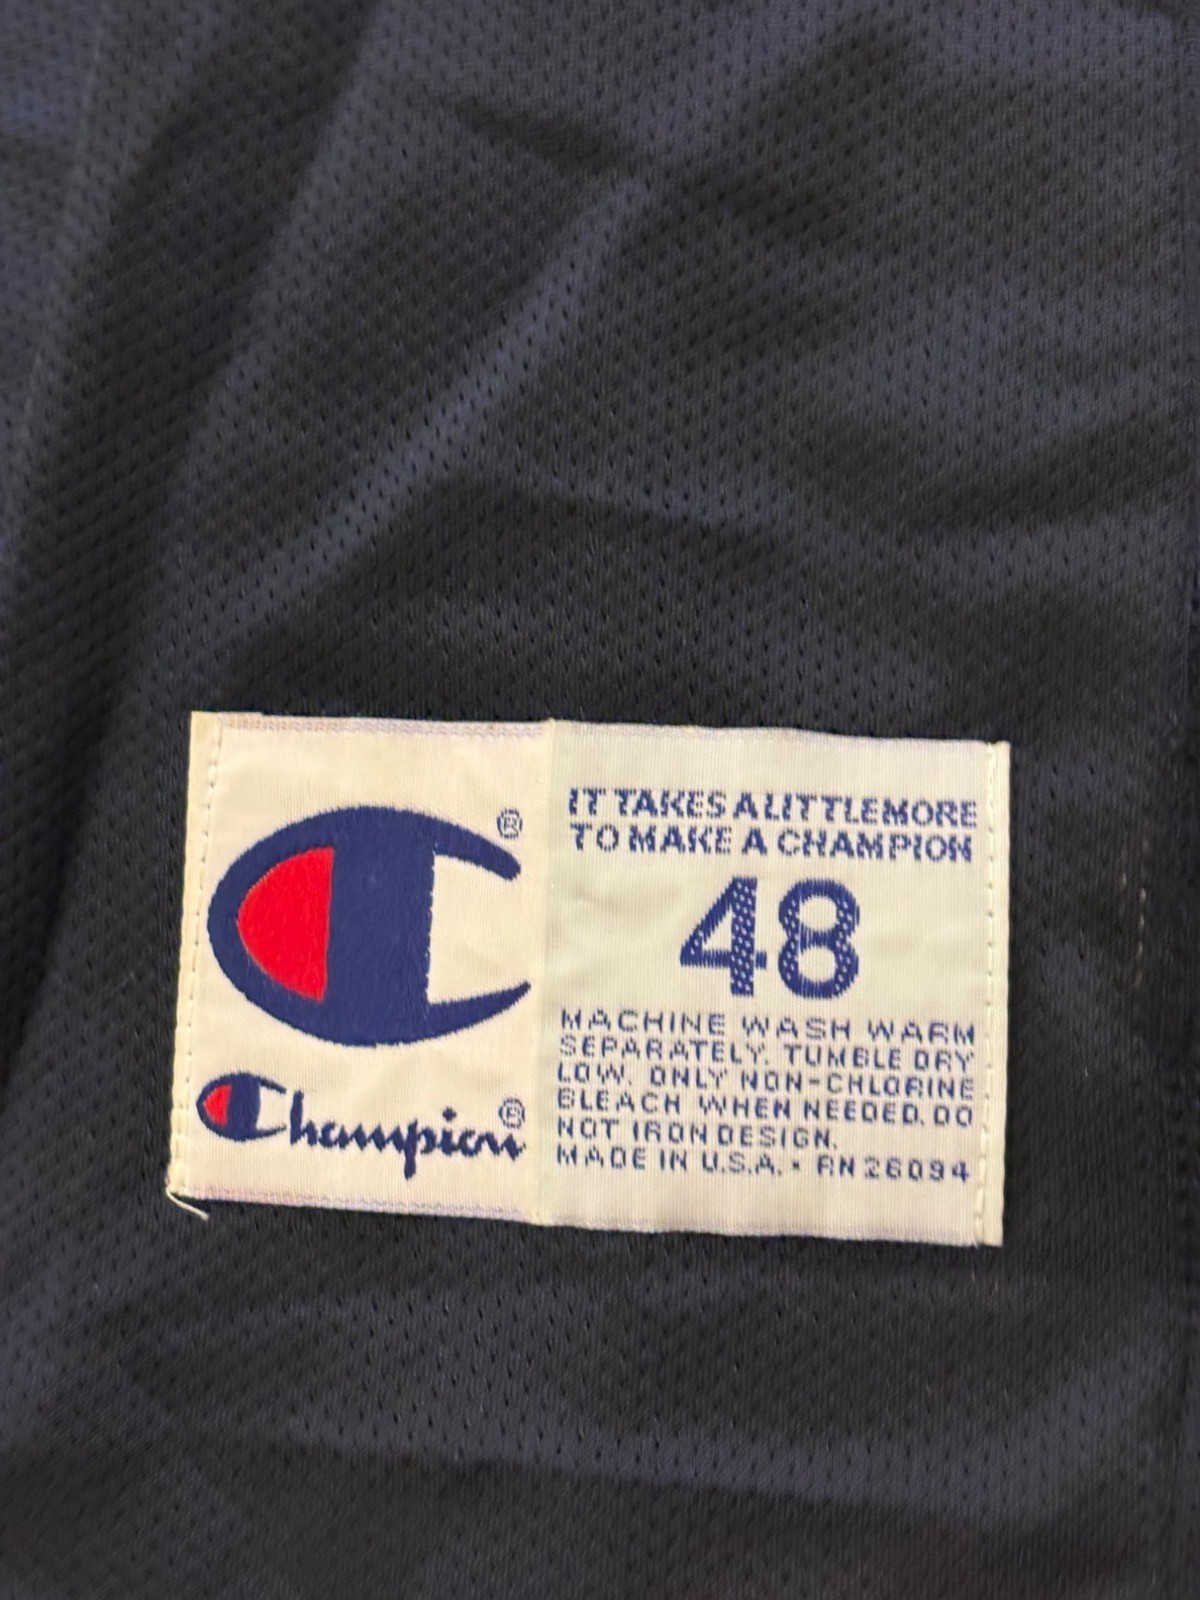 Champion
IT TAKES A LITTLE MORE
TO MAKE A CHAMPION
48
MACHINE WASH WARM
SEPARATELY. TUMBLE DRY
LOW. ONLY NON-CHLORINE
BLEACH WHEN NEEDED. DO
NOT IRON DESIGN.
MADE IN U.S.A. • RN 26094